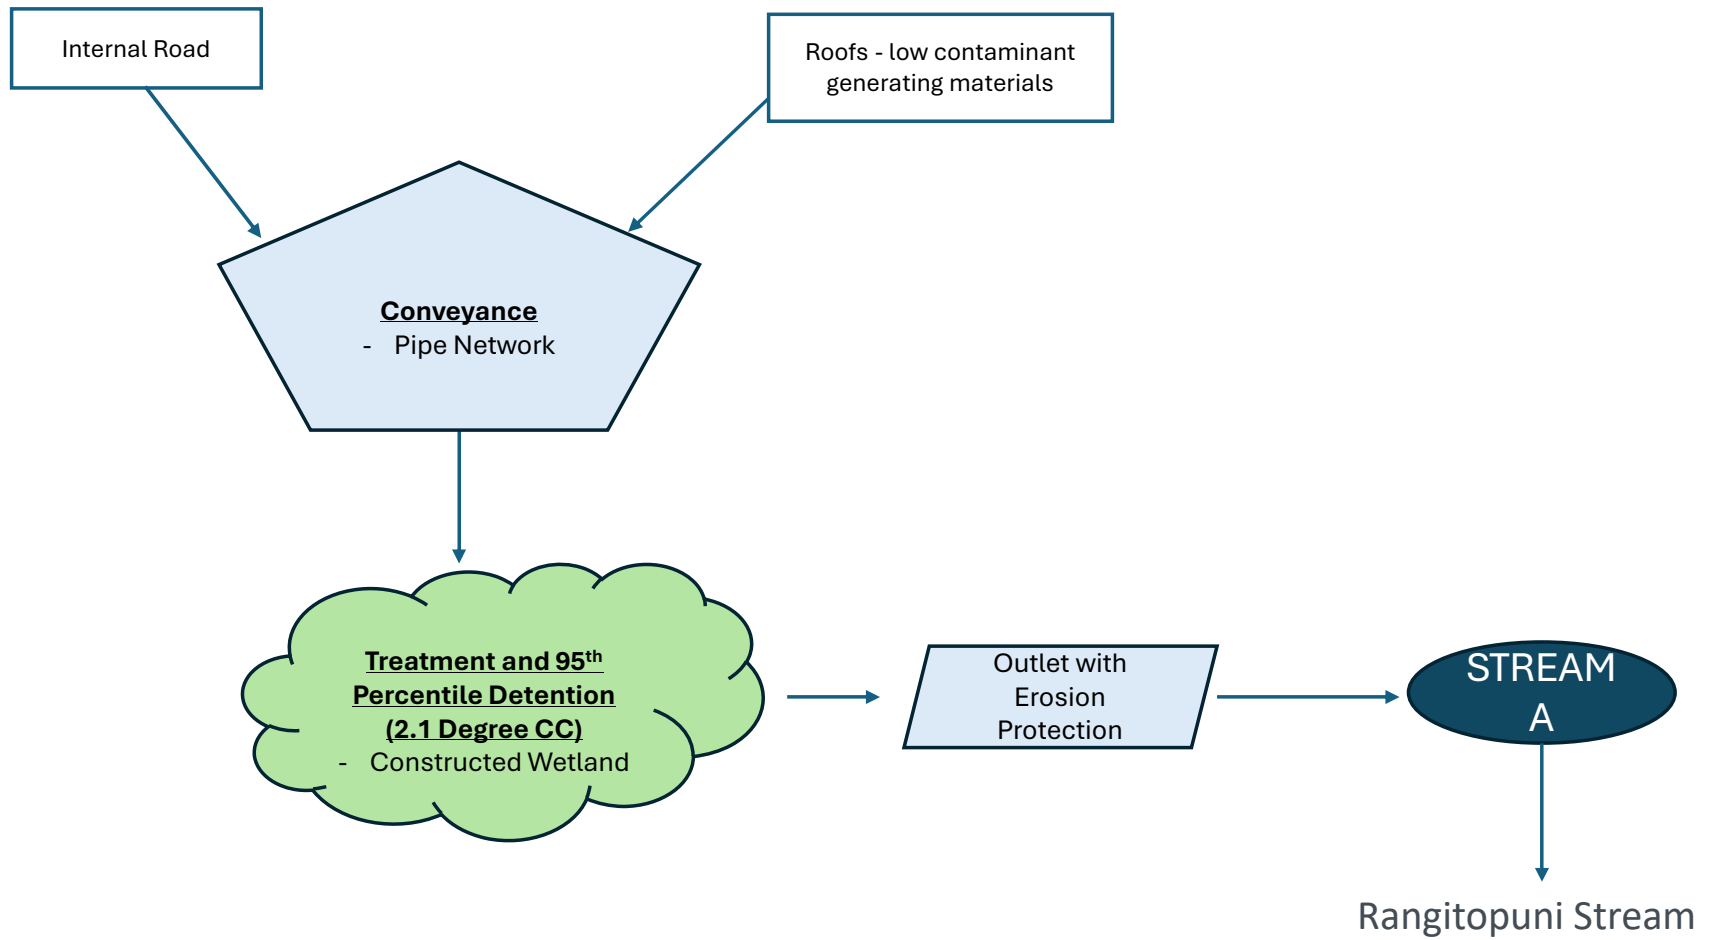 Internal Road
Roofs - low contaminant
generating materials
Conveyance
- Pipe Network
Treatment and 95th
Percentile Detention
(2.1 Degree CC)
- Constructed Wetland
Outlet with
Erosion
Protection
STREAM
A
Rangitopuni Stream